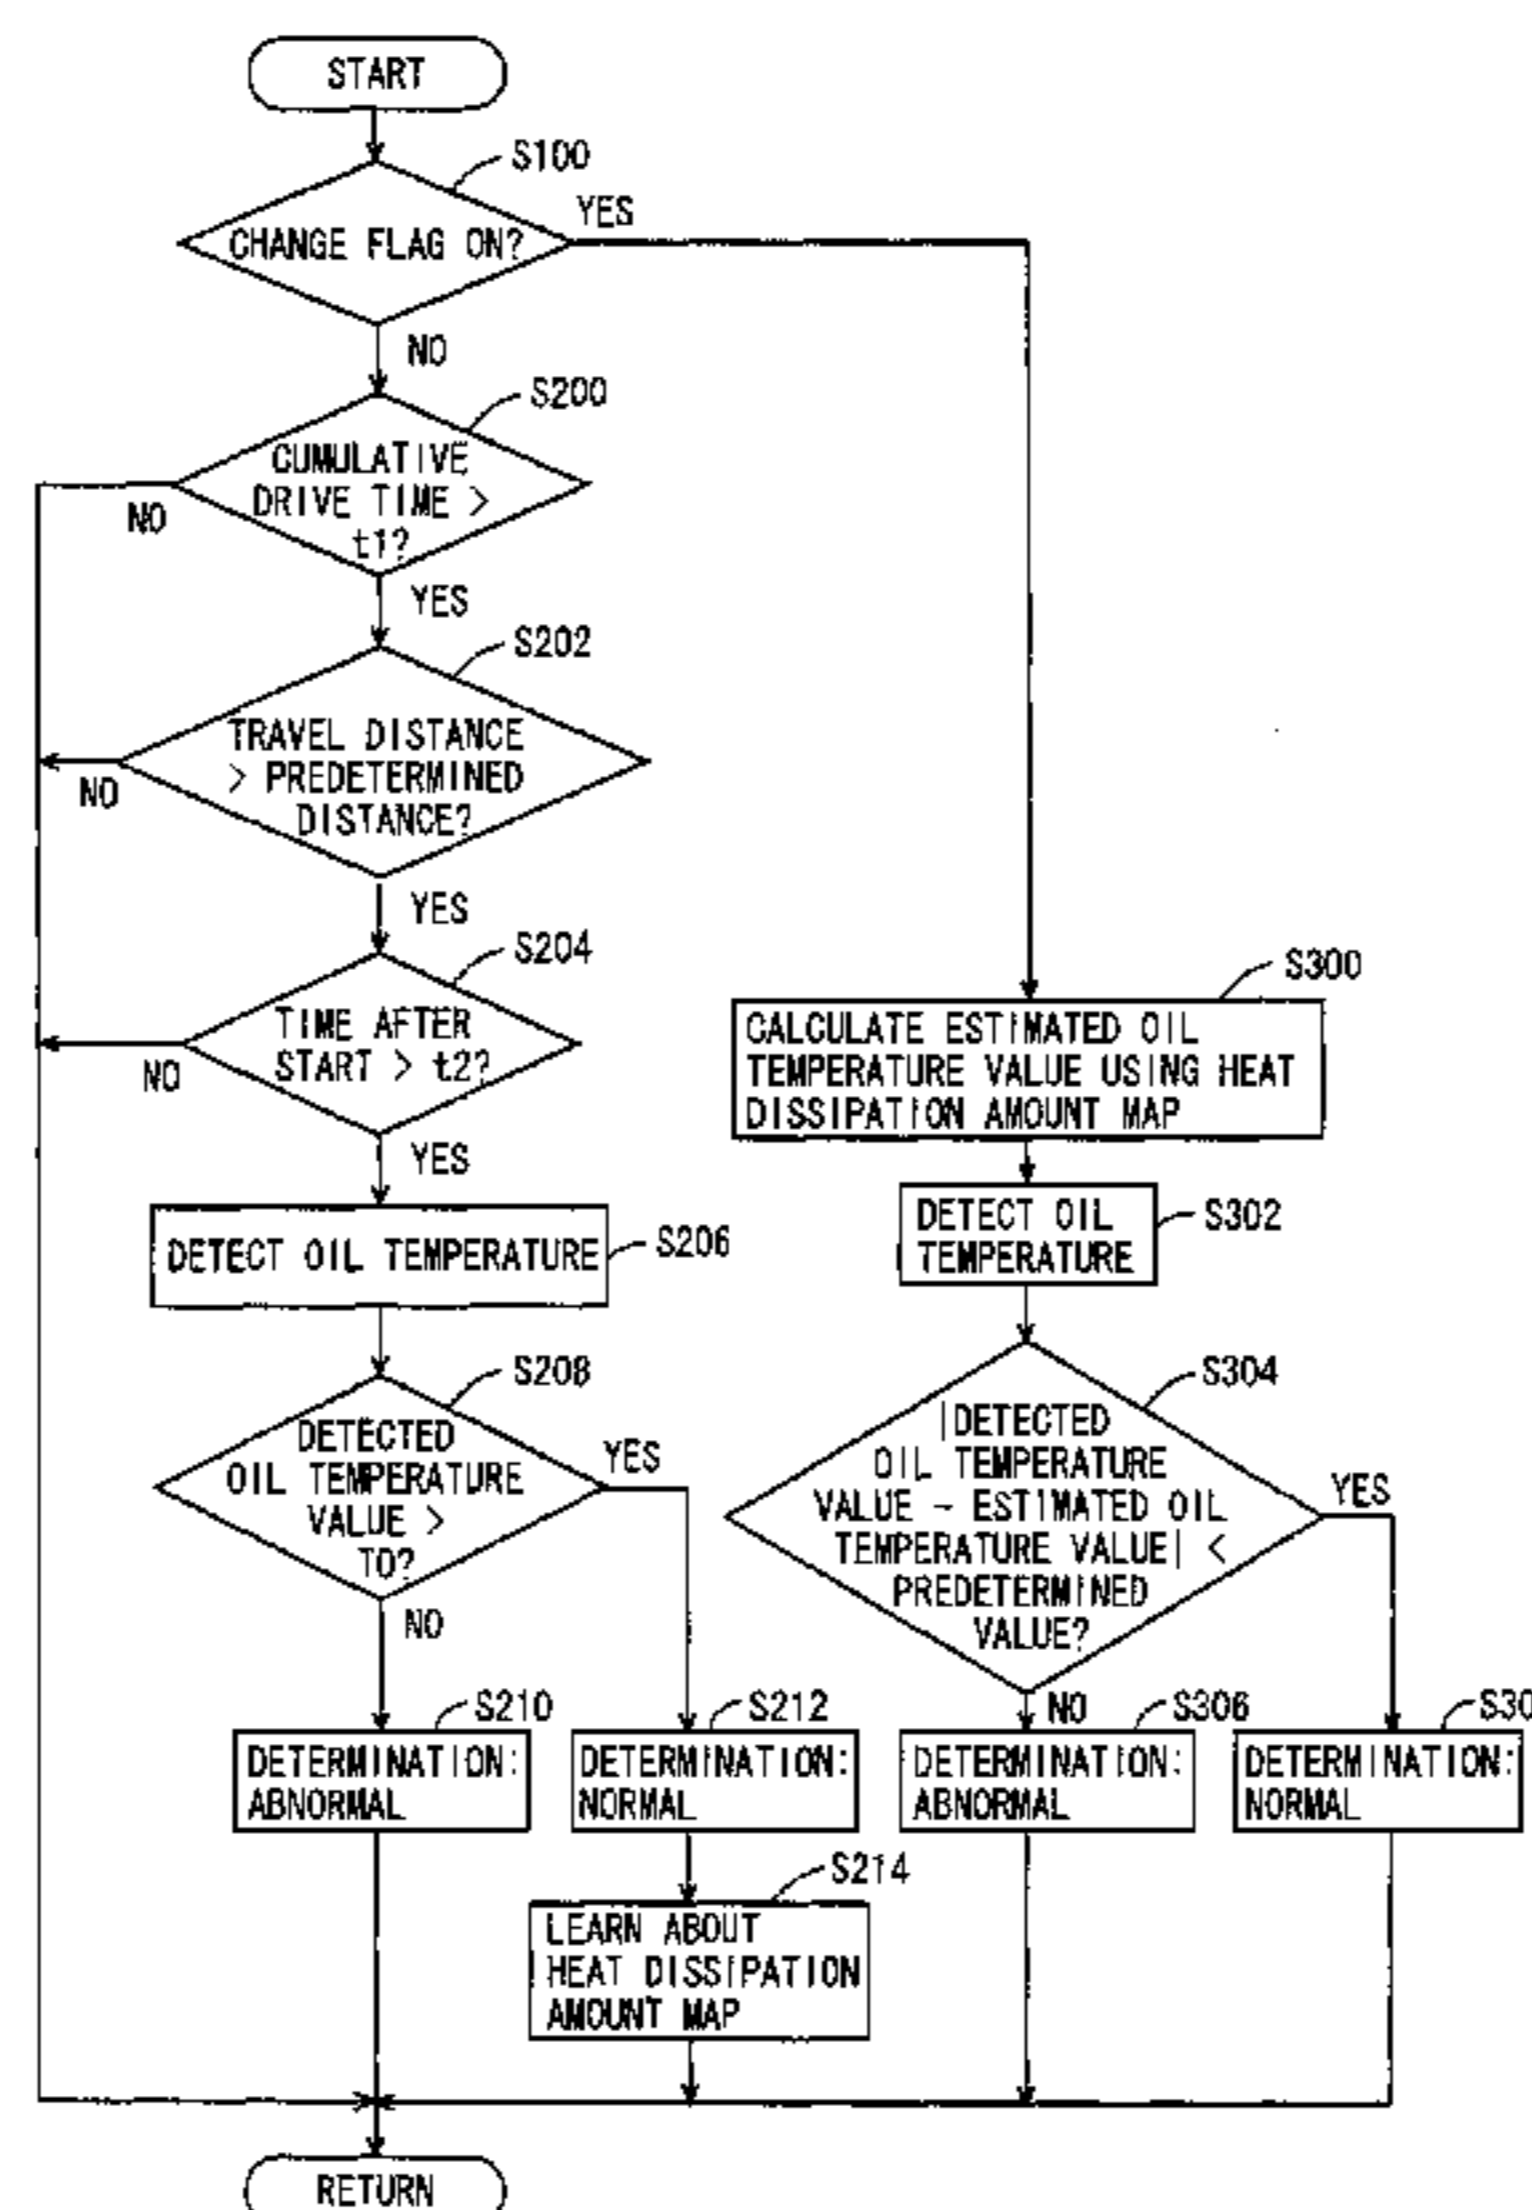 START
S100
CHANGE FLAG ON?
YES
NO
S200
CUMULATIVE
DRIVE TIME >
t1?
NO
YES
S202
TRAVEL DISTANCE
> PREDETERMINED
DISTANCE?
NO
YES
S204
TIME AFTER
START > t2?
NO
YES
DETECT OIL TEMPERATURE
S206
S208
DETECTED
OIL TEMPERATURE
VALUE >
T0?
YES
NO
S210
DETERMINATION:
ABNORMAL
S212
DETERMINATION:
NORMAL
S214
LEARN ABOUT
HEAT DISSIPATION
AMOUNT MAP
S300
CALCULATE ESTIMATED OIL
TEMPERATURE VALUE USING HEAT
DISSIPATION AMOUNT MAP
DETECT OIL
TEMPERATURE
S302
S304
|DETECTED
OIL TEMPERATURE
VALUE - ESTIMATED OIL
TEMPERATURE VALUE| <
PREDETERMINED
VALUE?
YES
NO
S306
DETERMINATION:
ABNORMAL
DETERMINATION:
NORMAL
RETURN